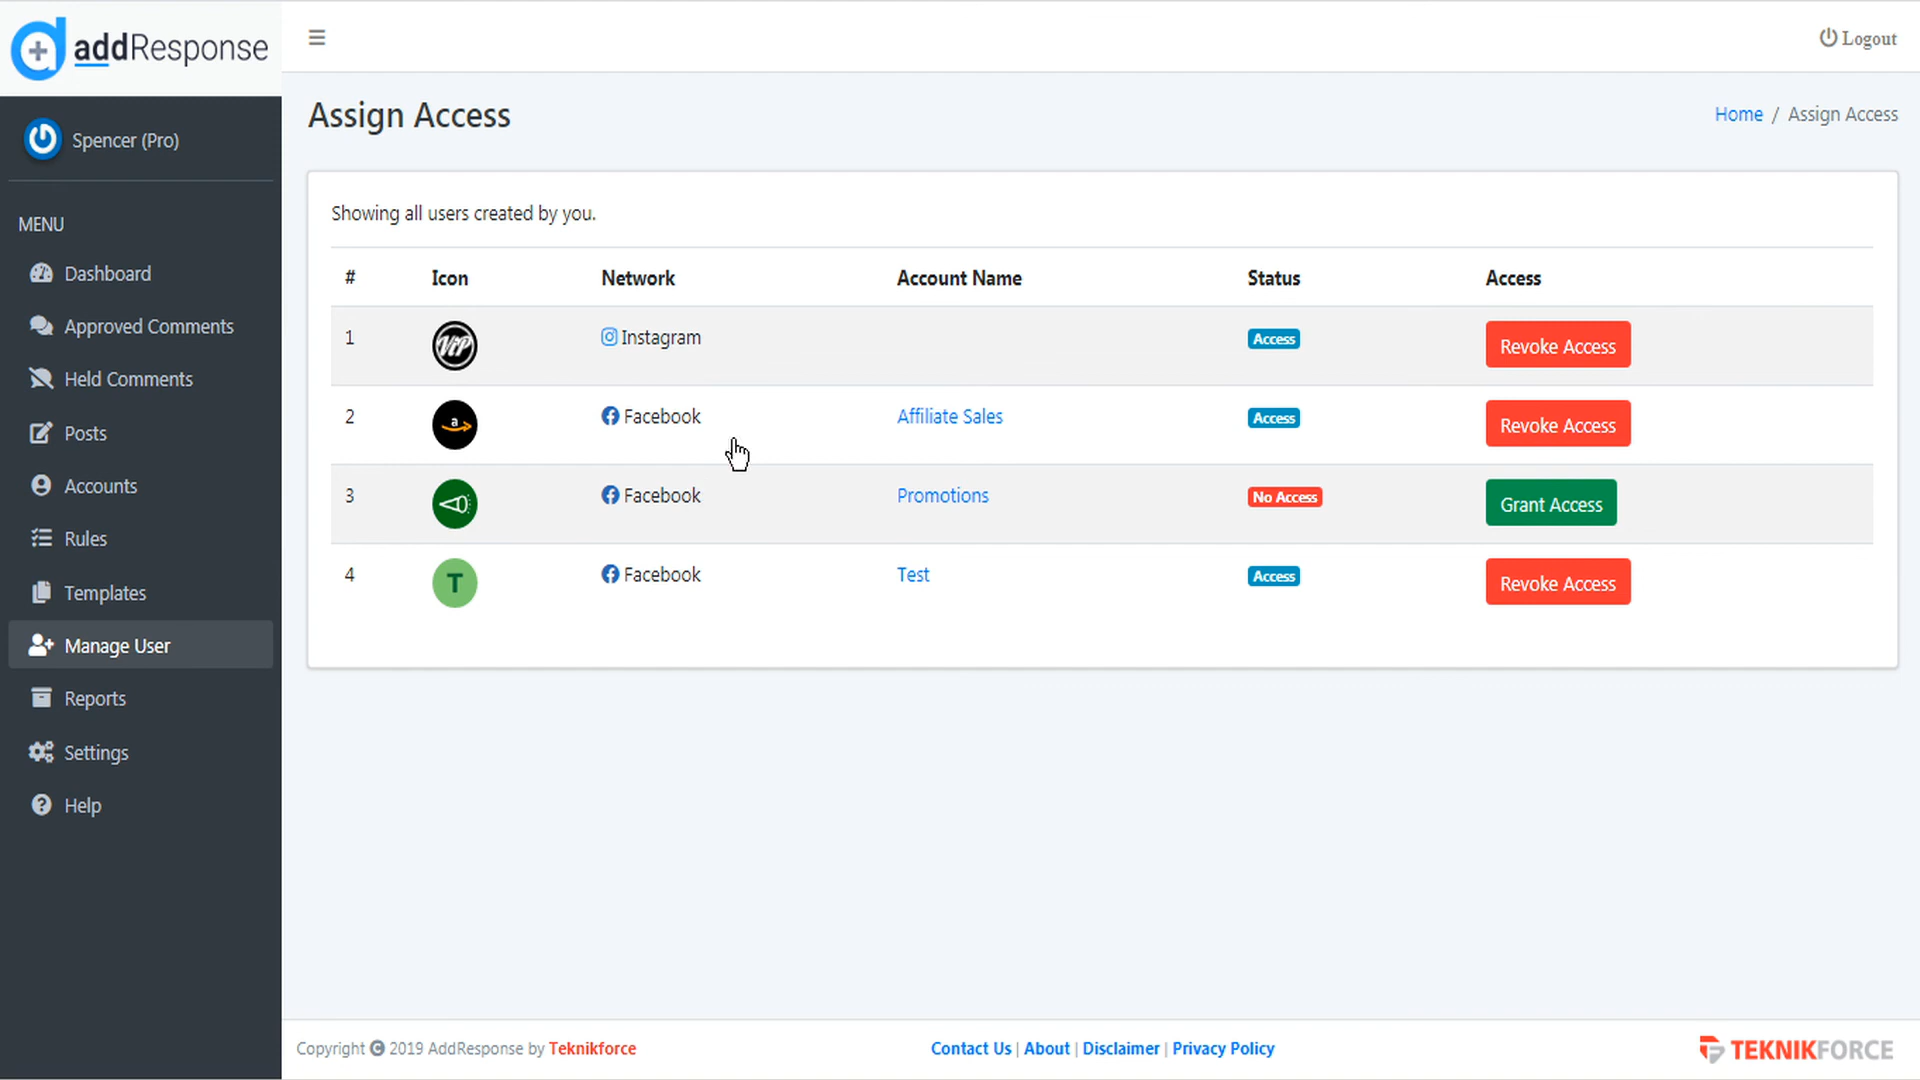 addResponse
Logout
Spencer (Pro)
MENU
Dashboard
Approved Comments
Held Comments
Posts
Accounts
Rules
Templates
Manage User
Reports
Settings
Help
Assign Access
Home / Assign Access
Showing all users created by you.
# Icon Network Account Name Status Access
1 ViP Instagram Access Revoke Access
2 a Facebook Affiliate Sales Access Revoke Access
3 Facebook Promotions No Access Grant Access
4 T Facebook Test Access Revoke Access
Copyright © 2019 AddResponse by Teknikforce
Contact Us | About | Disclaimer | Privacy Policy
TEKNIKFORCE